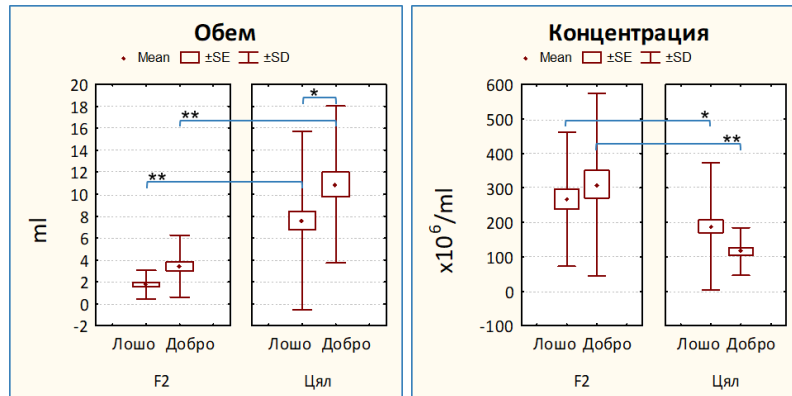 Обем
Mean ±SE ±SD
20
18
16
14
12
10
8
6
4
2
0
-2
ml
**
**
*
Лошо Добро
Лошо Добро
F2
Цял
Концентрация
Mean ±SE ±SD
600
500
400
300
200
100
0
-100
x10⁶/ml
*
**
Лошо Добро
Лошо Добро
F2
Цял